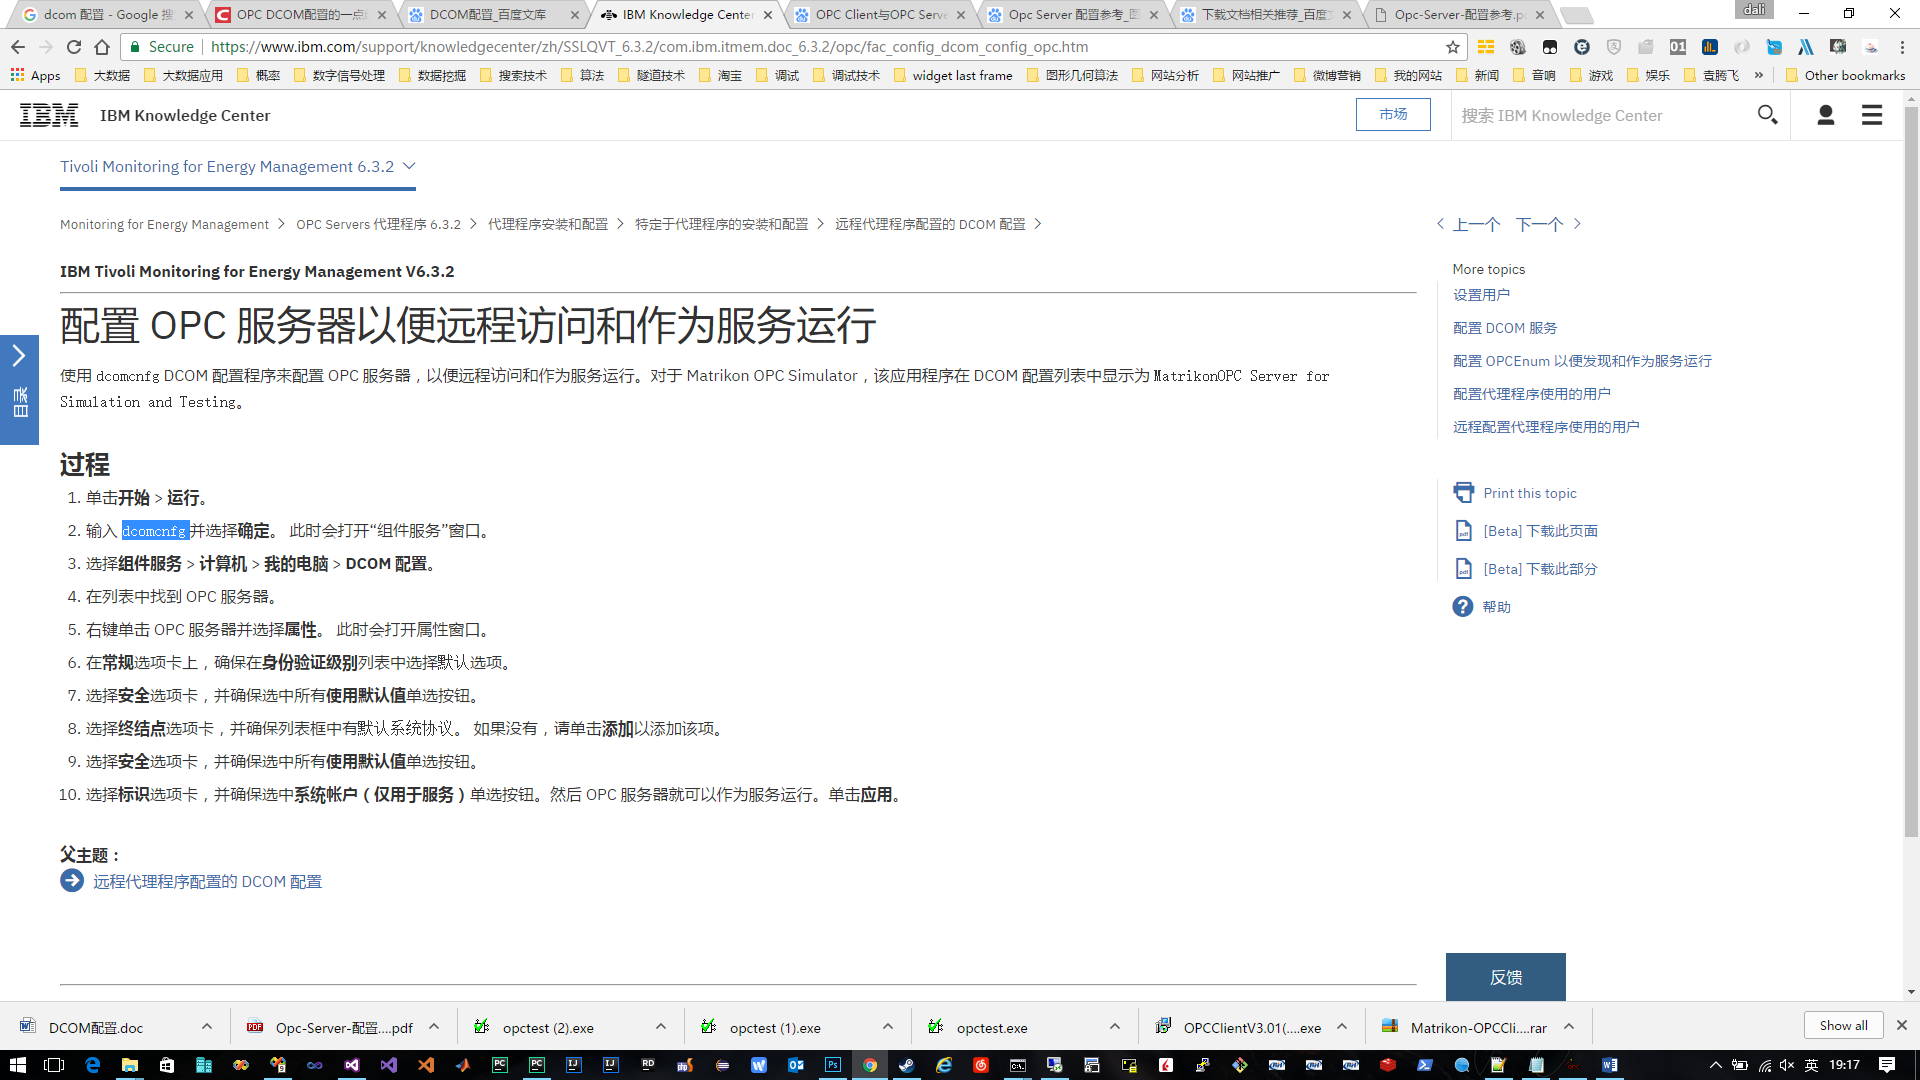 dcom 配置 - Google 搜
OPC DCOM配置的一点
DCOM配置_百度文库
IBM Knowledge Center
OPC Client与OPC Serve
Opc Server 配置参考_百
下载文档相关推荐_百度文
Opc-Server-配置参考.p
dali
Secure
https://www.ibm.com/support/knowledgecenter/zh/SSLQVT_6.3.2/com.ibm.itmem.doc_6.3.2/opc/fac_config_dcom_config_opc.htm
Apps 大数据 大数据应用 概率 数字信号处理 数据挖掘 搜索技术 算法 隧道技术 淘宝 调试 调试技术 widget last frame 图形几何算法 网站分析 网站推广 微博营销 我的网站 新闻 音响 游戏 娱乐 袁腾飞 » Other bookmarks
IBM
IBM Knowledge Center
市场
搜索 IBM Knowledge Center
Tivoli Monitoring for Energy Management 6.3.2
Monitoring for Energy Management > OPC Servers 代理程序 6.3.2 > 代理程序安装和配置 > 特定于代理程序的安装和配置 > 远程代理程序配置的 DCOM 配置 >
上一个 下一个
IBM Tivoli Monitoring for Energy Management V6.3.2
配置 OPC 服务器以便远程访问和作为服务运行
使用 dcomcnfg DCOM 配置程序来配置 OPC 服务器，以便远程访问和作为服务运行。对于 Matrikon OPC Simulator，该应用程序在 DCOM 配置列表中显示为 MatrikonOPC Server for
Simulation and Testing。
过程
1. 单击开始 > 运行。
2. 输入 dcomcnfg 并选择确定。 此时会打开“组件服务”窗口。
3. 选择组件服务 > 计算机 > 我的电脑 > DCOM 配置。
4. 在列表中找到 OPC 服务器。
5. 右键单击 OPC 服务器并选择属性。 此时会打开属性窗口。
6. 在常规选项卡上，确保在身份验证级别列表中选择默认选项。
7. 选择安全选项卡，并确保选中所有使用默认值单选按钮。
8. 选择终结点选项卡，并确保列表框中有默认系统协议。 如果没有，请单击添加以添加该项。
9. 选择安全选项卡，并确保选中所有使用默认值单选按钮。
10. 选择标识选项卡，并确保选中系统帐户（仅用于服务）单选按钮。然后 OPC 服务器就可以作为服务运行。单击应用。
父主题：
远程代理程序配置的 DCOM 配置
目录
More topics
设置用户
配置 DCOM 服务
配置 OPCEnum 以便发现和作为服务运行
配置代理程序使用的用户
远程配置代理程序使用的用户
Print this topic
[Beta] 下载此页面
[Beta] 下载此部分
帮助
反馈
DCOM配置.doc
Opc-Server-配置....pdf
opctest (2).exe
opctest (1).exe
opctest.exe
OPCClientV3.01(....exe
Matrikon-OPCCli....rar
Show all
英 19:17